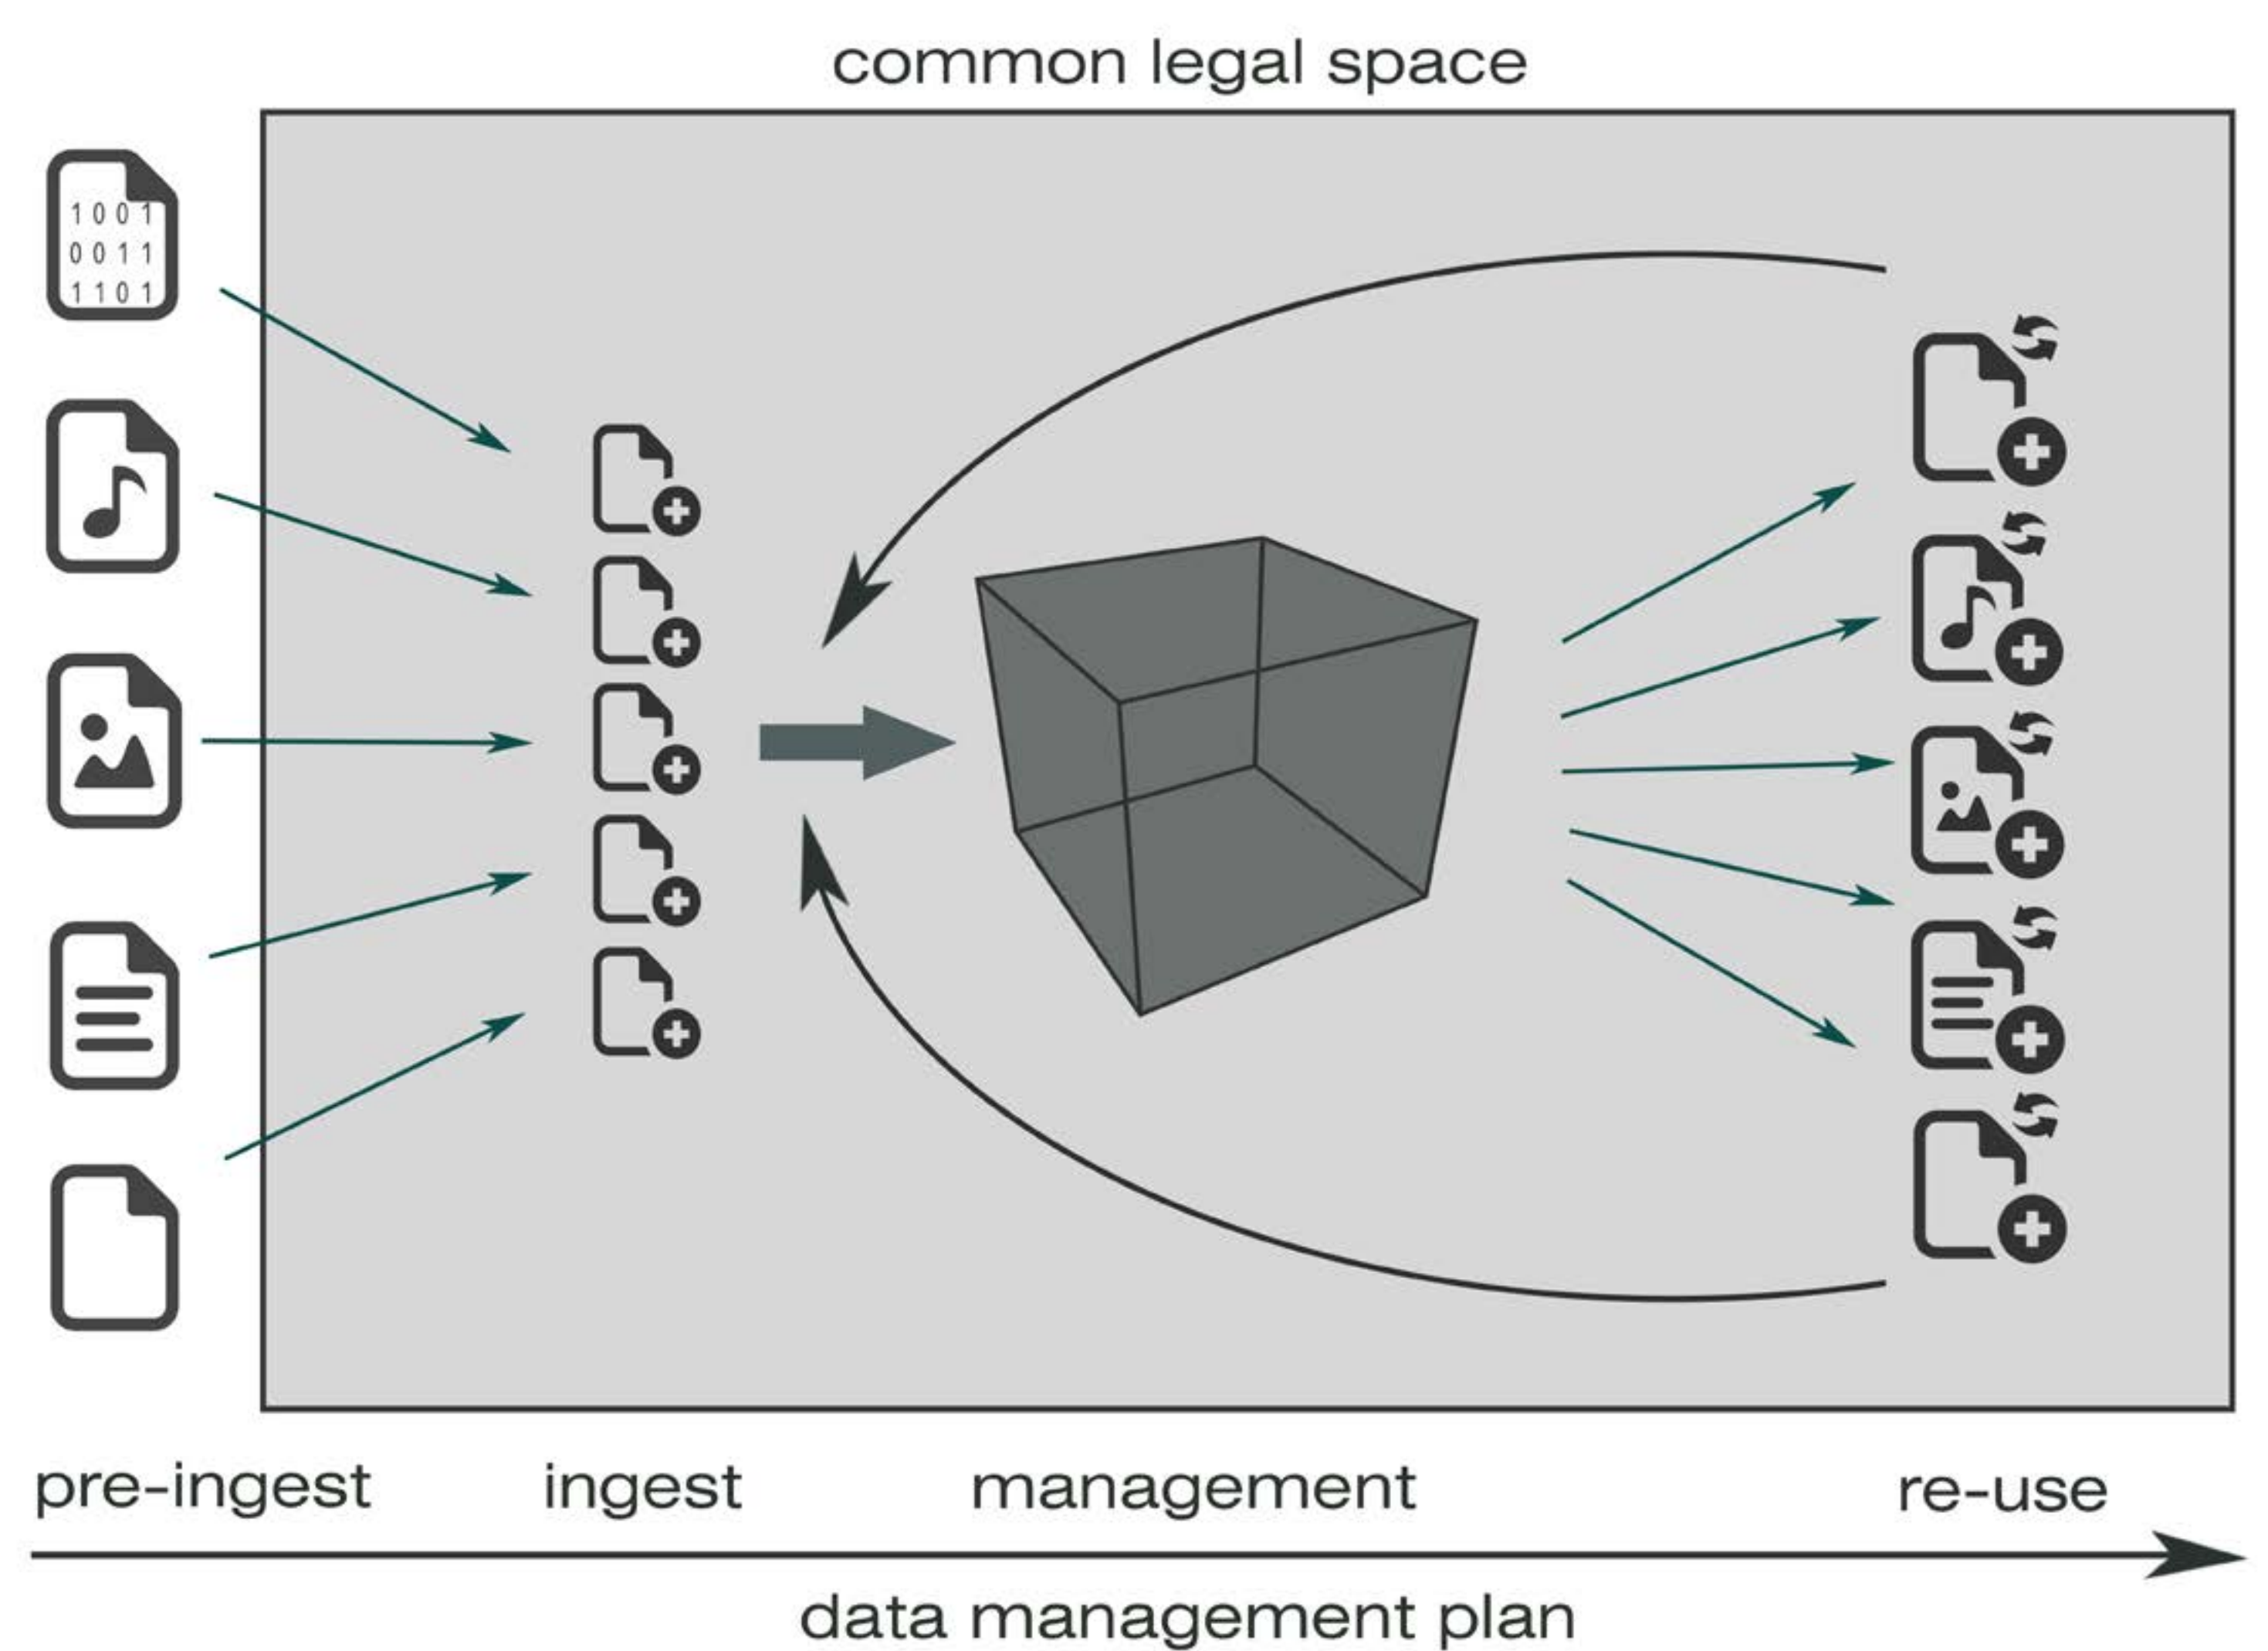 common legal space
1 0 0 1
0 0 1 1
1 1 0 1
pre-ingest
ingest
management
re-use
data management plan